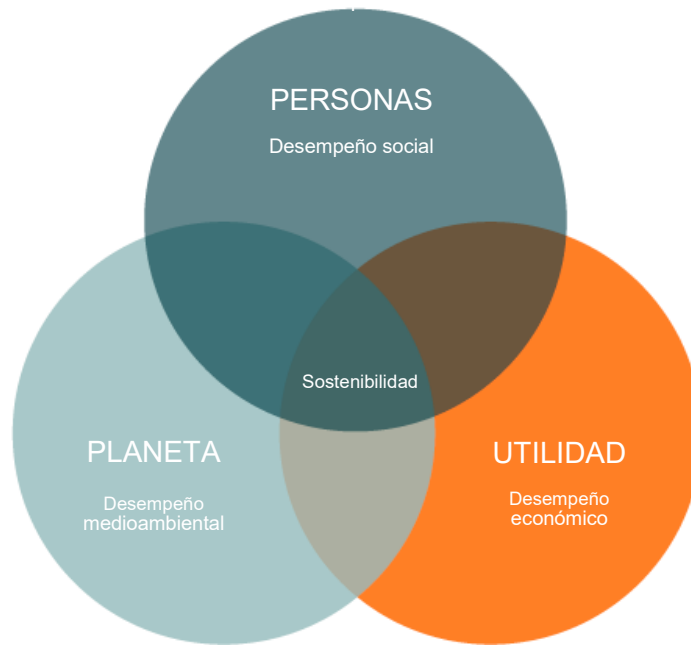 PERSONAS
Desempeño social
Sostenibilidad
PLANETA
Desempeño
medioambiental
UTILIDAD
Desempeño
económico